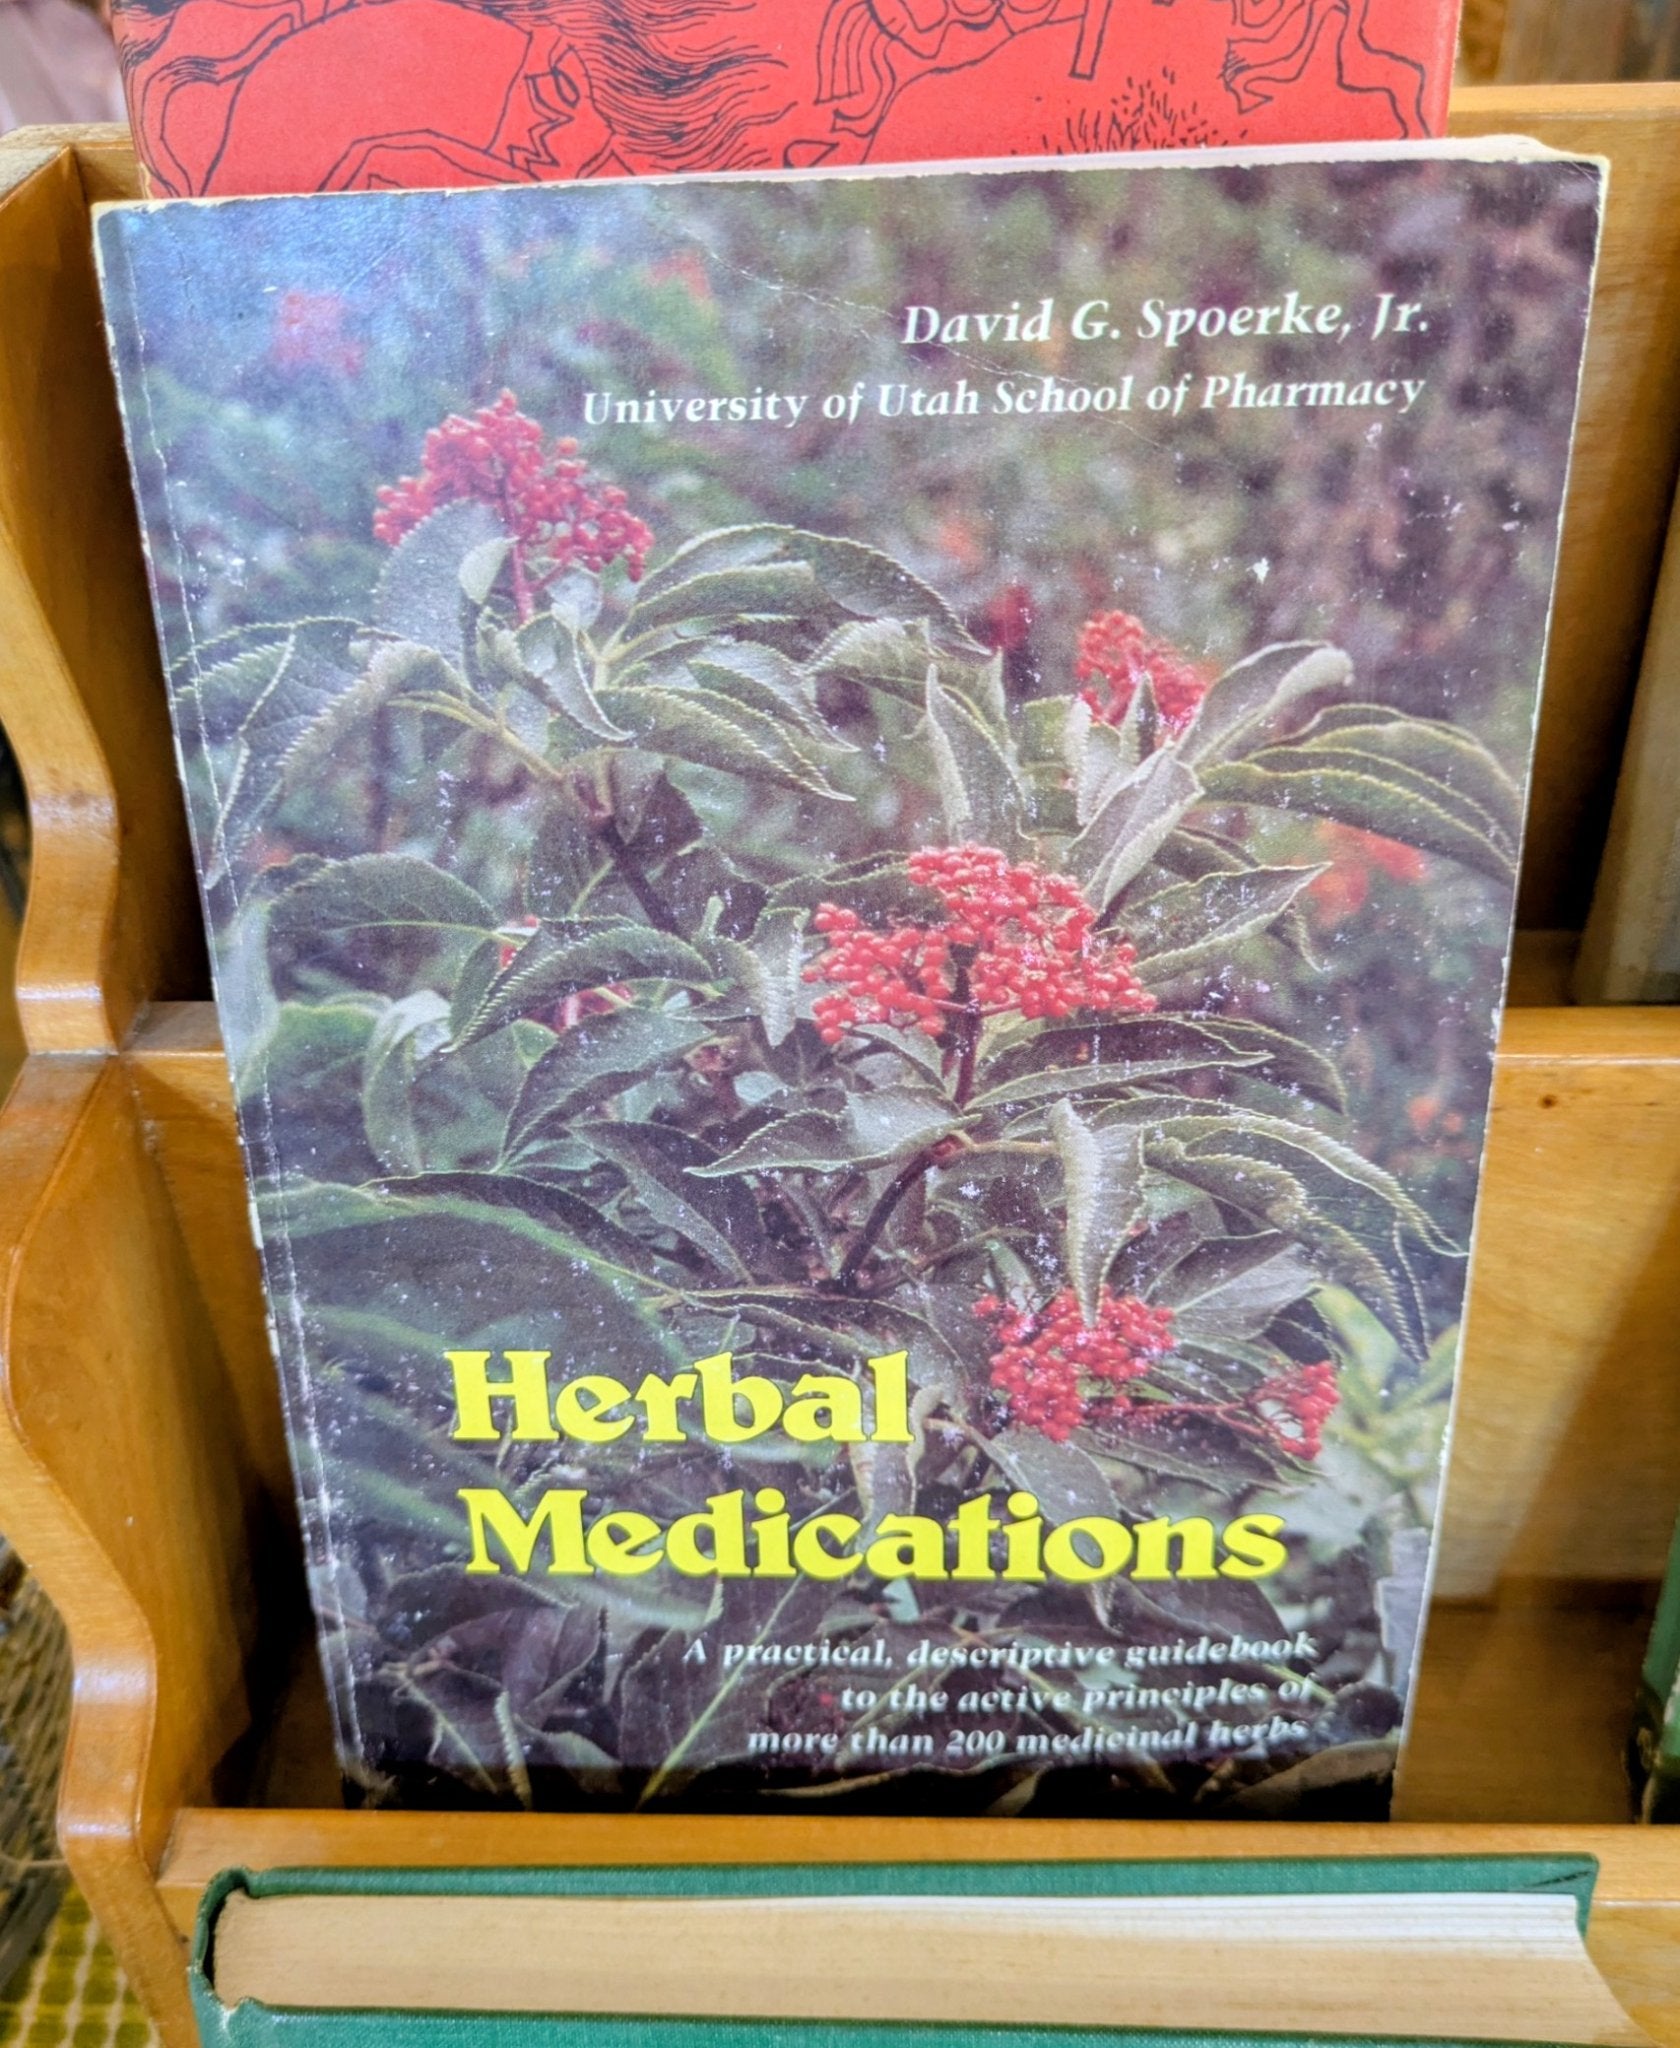 David G. Spoerke, Jr.
University of Utah School of Pharmacy
Herbal
Medications
A practical, descriptive guidebook
to the active principles of
more than 200 medicinal herbs